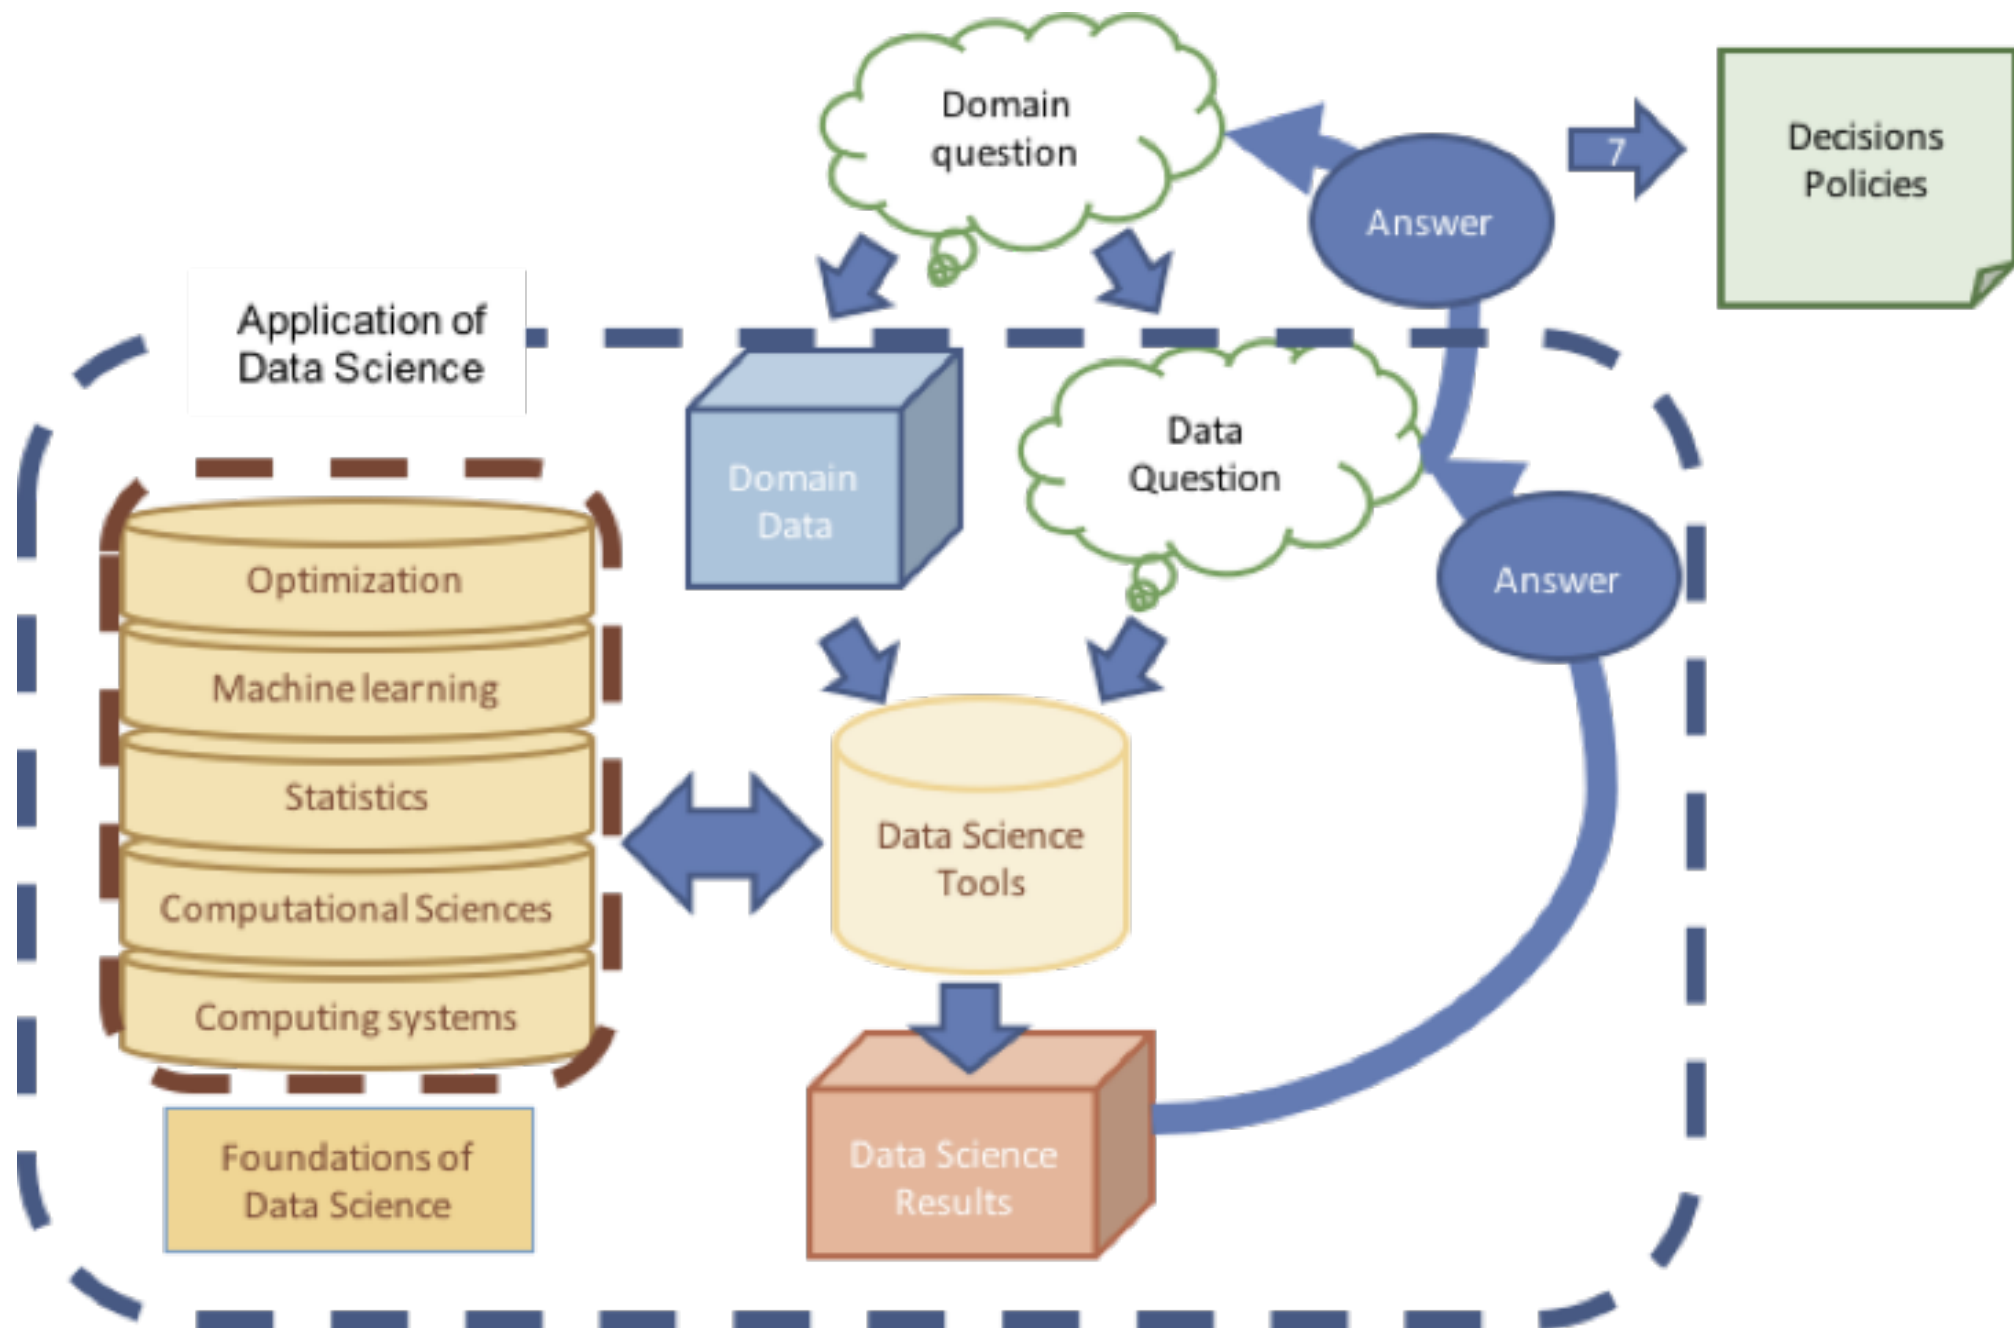 Domain
question
7
Decisions
Policies
Answer
Application of
Data Science
Domain
Data
Data
Question
Answer
Optimization
Machine learning
Statistics
Computational Sciences
Computing systems
Data Science
Tools
Foundations of
Data Science
Data Science
Results